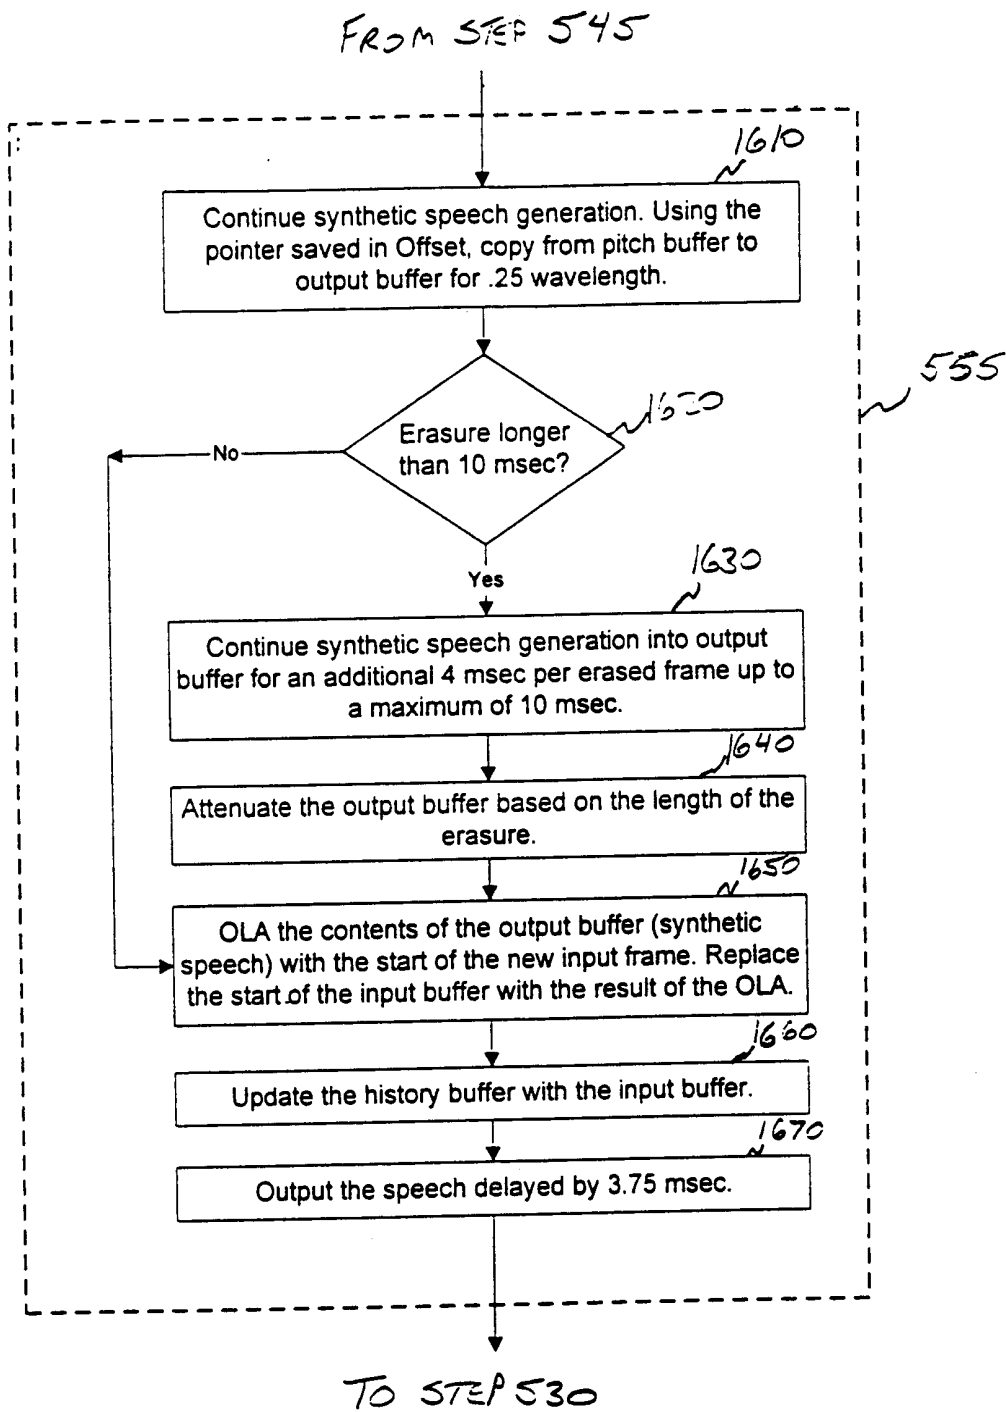 FROM STEP 545
1610
Continue synthetic speech generation. Using the
pointer saved in Offset, copy from pitch buffer to
output buffer for .25 wavelength.
555
1620
Erasure longer
than 10 msec?
No
Yes
1630
Continue synthetic speech generation into output
buffer for an additional 4 msec per erased frame up to
a maximum of 10 msec.
1640
Attenuate the output buffer based on the length of the
erasure.
1650
OLA the contents of the output buffer (synthetic
speech) with the start of the new input frame. Replace
the start of the input buffer with the result of the OLA.
1660
Update the history buffer with the input buffer.
1670
Output the speech delayed by 3.75 msec.
TO STEP 530